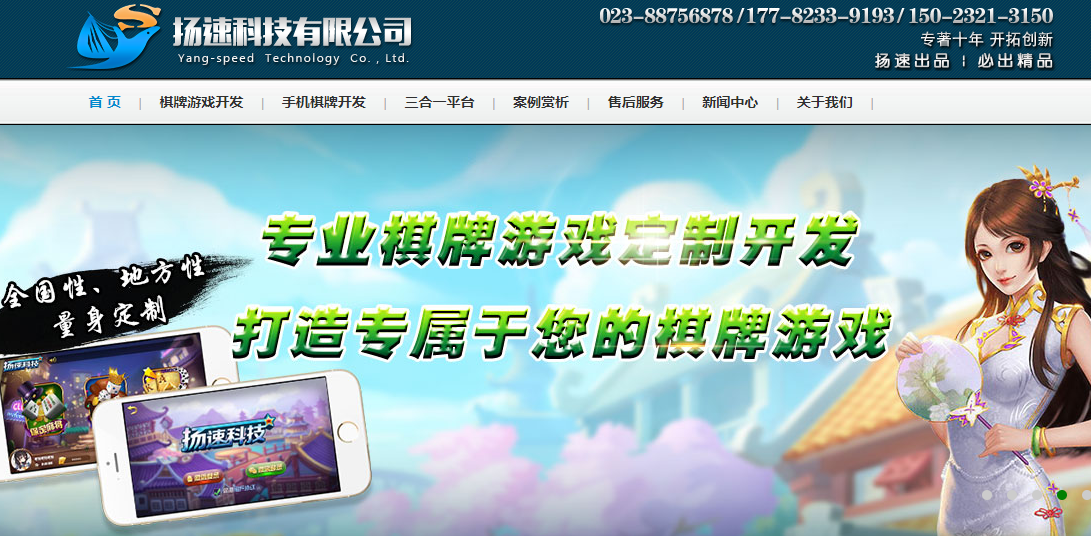 扬速科技有限公司
Yang-speed Technology Co., Ltd.
023-88756878/177-8233-9193/150-2321-3150
专著十年 开拓创新
扬速出品 | 必出精品
首 页 | 棋牌游戏开发 | 手机棋牌开发 | 三合一平台 | 案例赏析 | 售后服务 | 新闻中心 | 关于我们 |
专业棋牌游戏定制开发
打造专属于您的棋牌游戏
全国性、地方性
量身定制
扬速科技
保定麻将
扬速科技